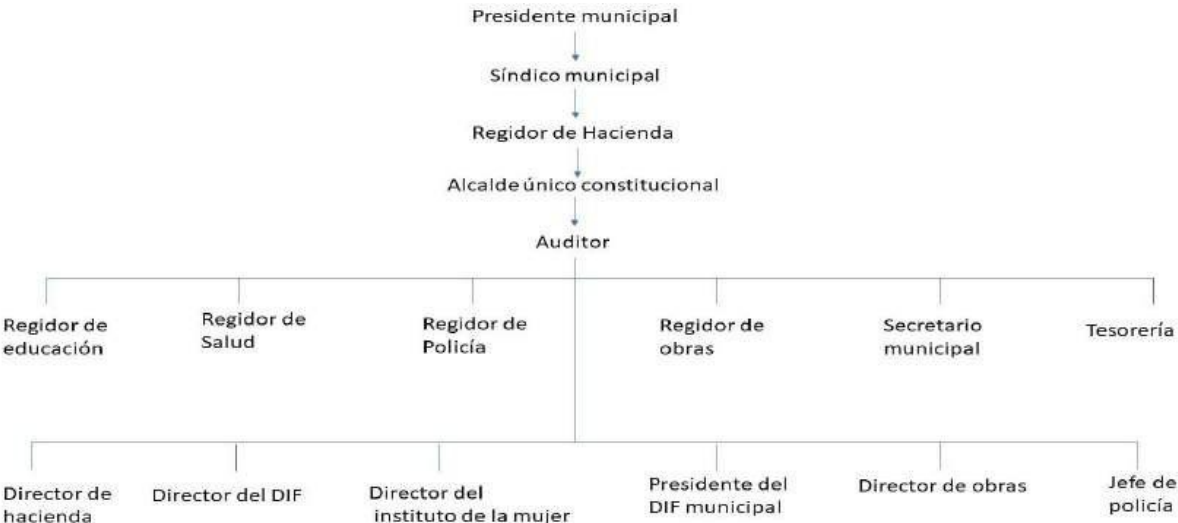 Presidente municipal
Síndico municipal
Regidor de Hacienda
Alcalde único constitucional
Auditor
Regidor de
educación
Regidor de
Salud
Regidor de
Policía
Regidor de
obras
Secretario
municipal
Tesorería
Director de
hacienda
Director del DIF
Director del
instituto de la mujer
Presidente del
DIF municipal
Director de obras
Jefe de
policía